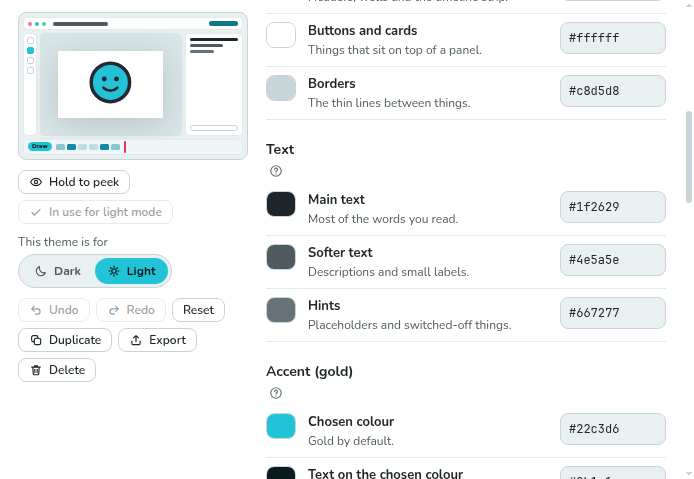 Draw
Hold to peek
In use for light mode
This theme is for
Dark
Light
Undo
Redo
Reset
Duplicate
Export
Delete
Buttons and cards
Things that sit on top of a panel.
#ffffff
Borders
The thin lines between things.
#c8d5d8
Text
Main text
Most of the words you read.
#1f2629
Softer text
Descriptions and small labels.
#4e5a5e
Hints
Placeholders and switched-off things.
#667277
Accent (gold)
Chosen colour
Gold by default.
#22c3d6
Text on the chosen colour